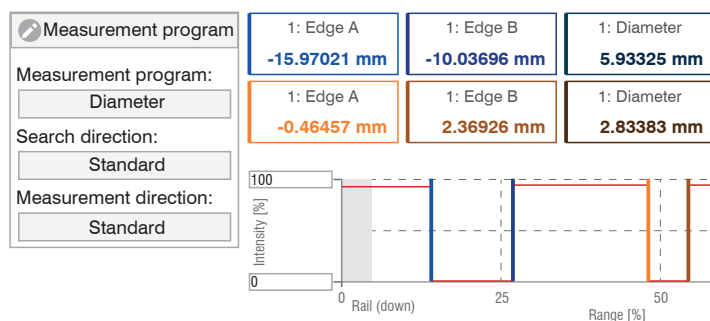 Measurement program
Measurement program:
Diameter
Search direction:
Standard
Measurement direction:
Standard
1: Edge A
-15.97021 mm
1: Edge B
-10.03696 mm
1: Diameter
5.93325 mm
1: Edge A
-0.46457 mm
1: Edge B
2.36926 mm
1: Diameter
2.83383 mm
100
Intensity [%]
0
0
Rail (down)
25
50
Range [%]